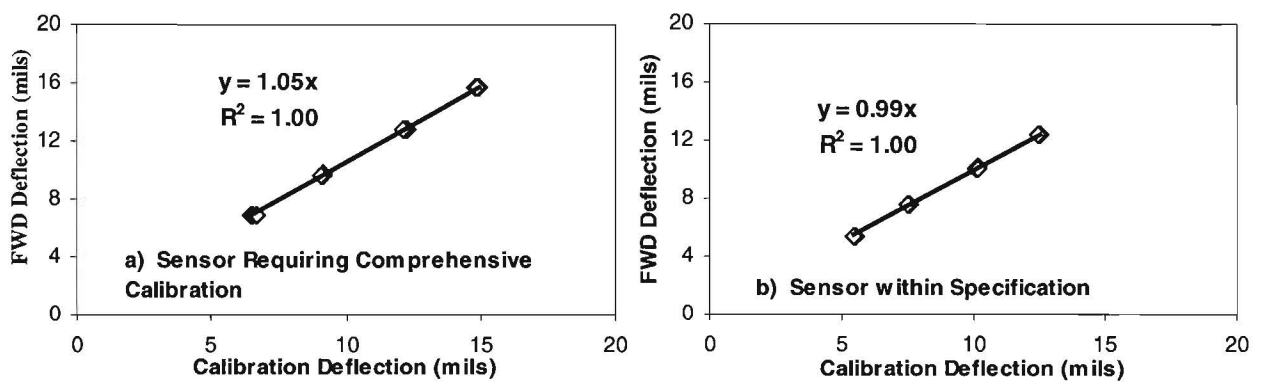 20
16
12
8
4
0
FWD Deflection (mils)
y = 1.05x
R² = 1.00
a) Sensor Requiring Comprehensive
Calibration
0 5 10 15 20
Calibration Deflection (mils)
20
16
12
8
4
0
FWD Deflection (mils)
y = 0.99x
R² = 1.00
b) Sensor within Specification
0 5 10 15 20
Calibration Deflection (mils)